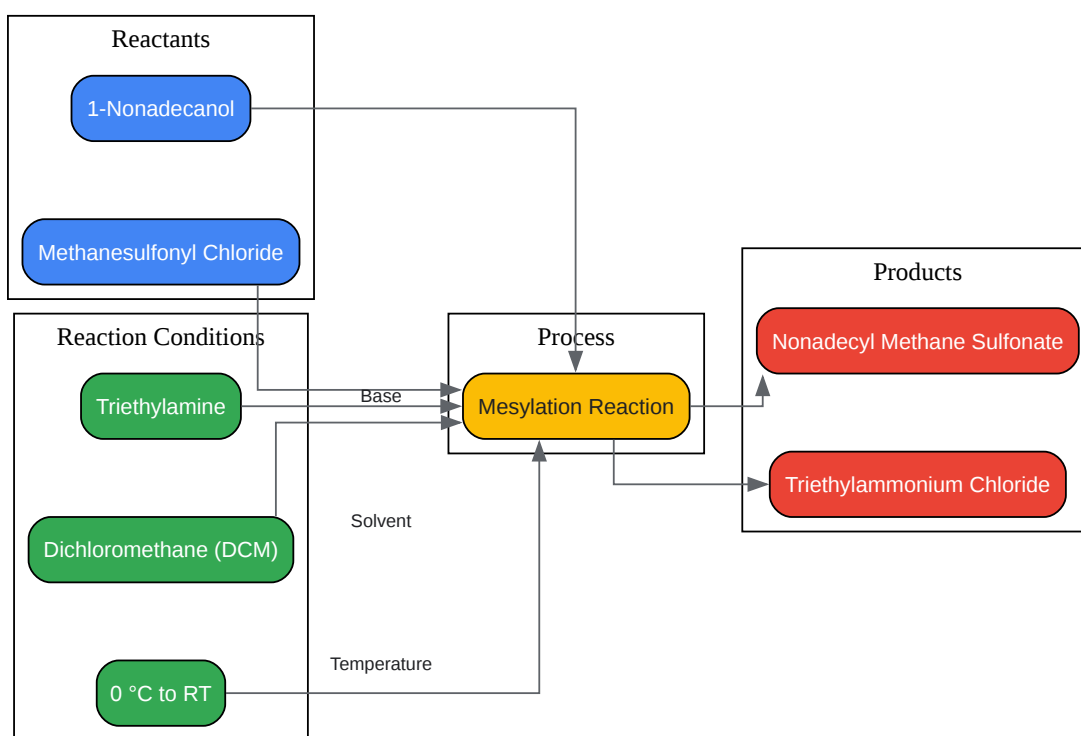 Reactants
1-Nonadecanol
Methanesulfonyl Chloride
Reaction Conditions
Triethylamine
Dichloromethane (DCM)
0 °C to RT
Base
Solvent
Temperature
Process
Mesylation Reaction
Products
Nonadecyl Methane Sulfonate
Triethylammonium Chloride